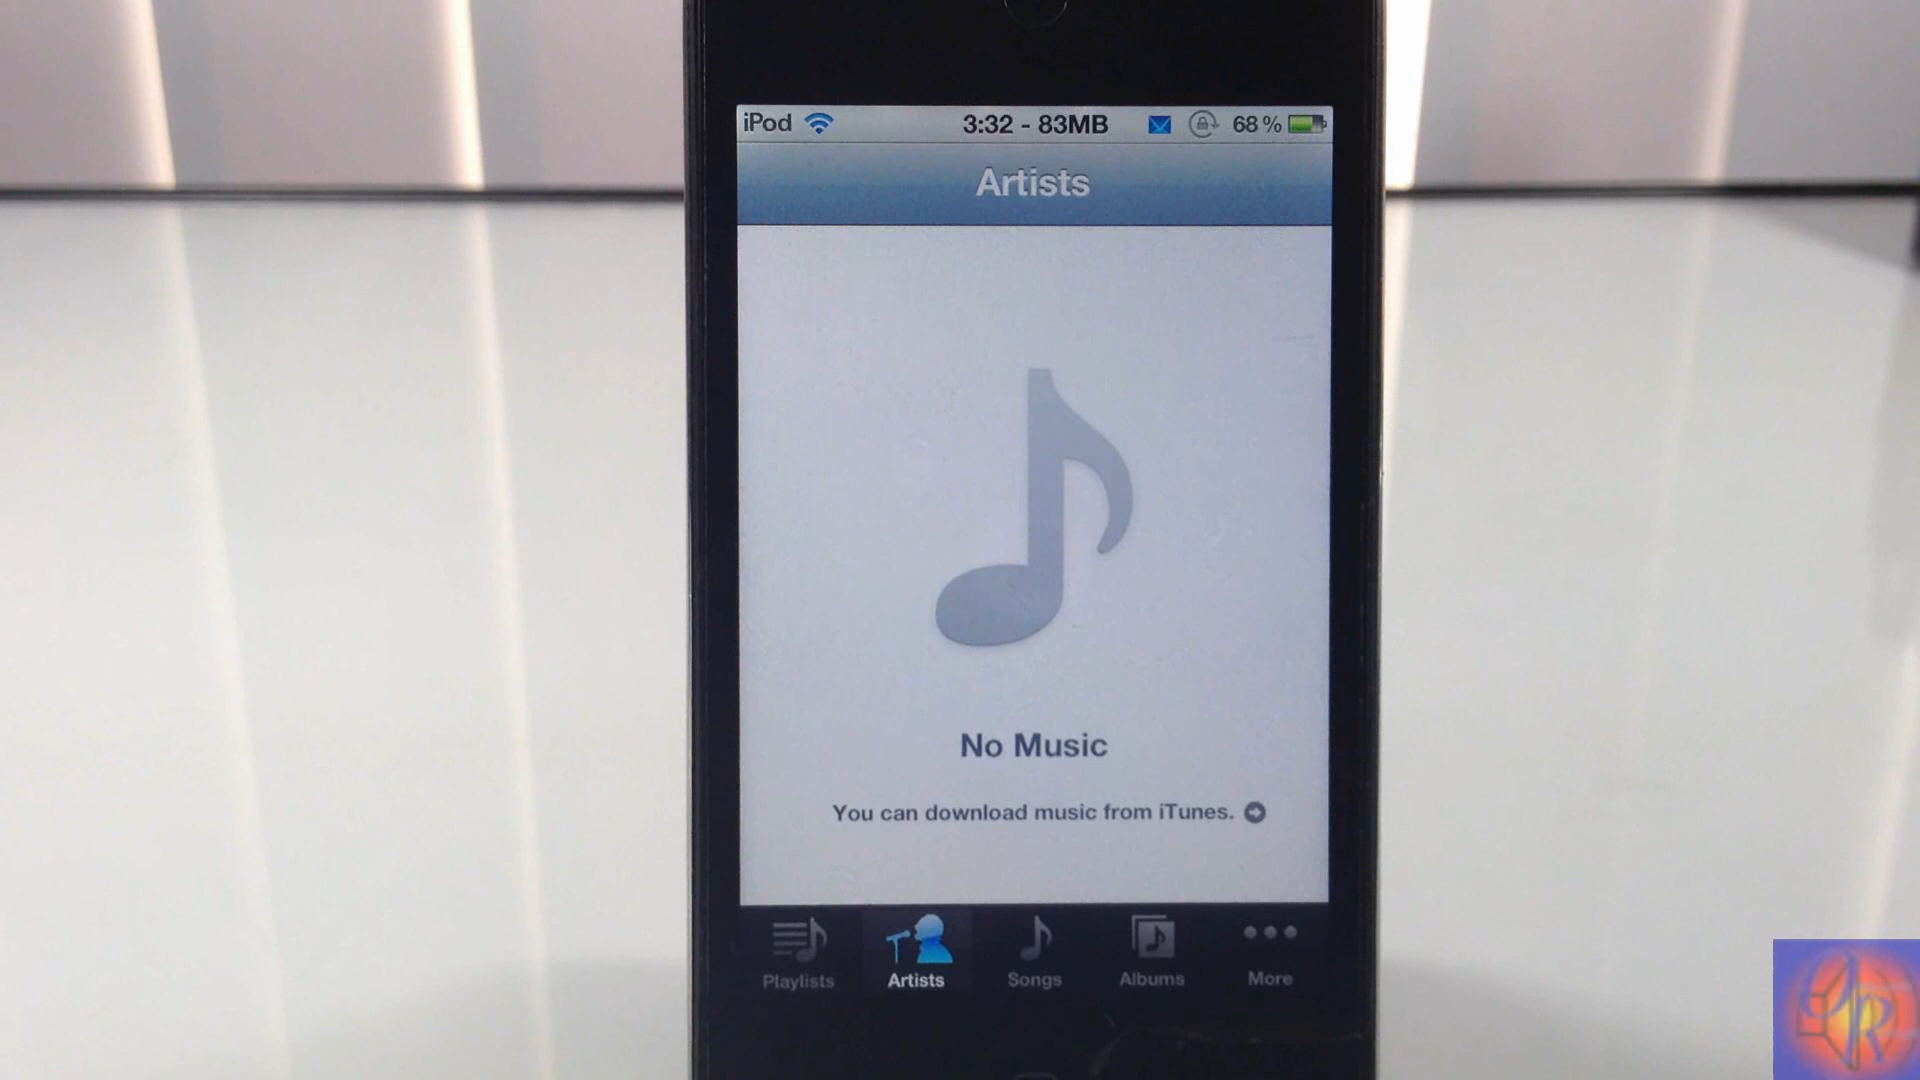 iPod 3:32 - 83MB 68%
Artists
No Music
You can download music from iTunes.
Playlists Artists Songs Albums More